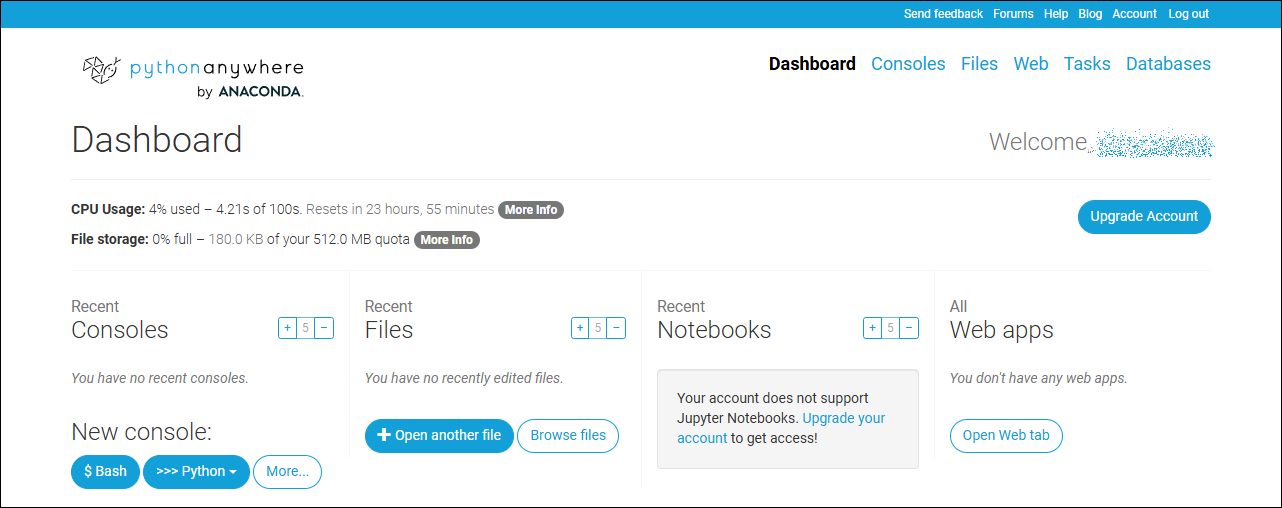 Send feedback Forums Help Blog Account Log out
pythonanywhere
by ANACONDA.
Dashboard Consoles Files Web Tasks Databases
Dashboard
Welcome,
CPU Usage: 4% used – 4.21s of 100s. Resets in 23 hours, 55 minutes More Info
File storage: 0% full – 180.0 KB of your 512.0 MB quota More Info
Upgrade Account
Recent
Consoles
+ 5 −
You have no recent consoles.
New console:
$ Bash >>> Python More...
Recent
Files
+ 5 −
You have no recently edited files.
+ Open another file Browse files
Recent
Notebooks
+ 5 −
Your account does not support
Jupyter Notebooks. Upgrade your
account to get access!
All
Web apps
You don't have any web apps.
Open Web tab